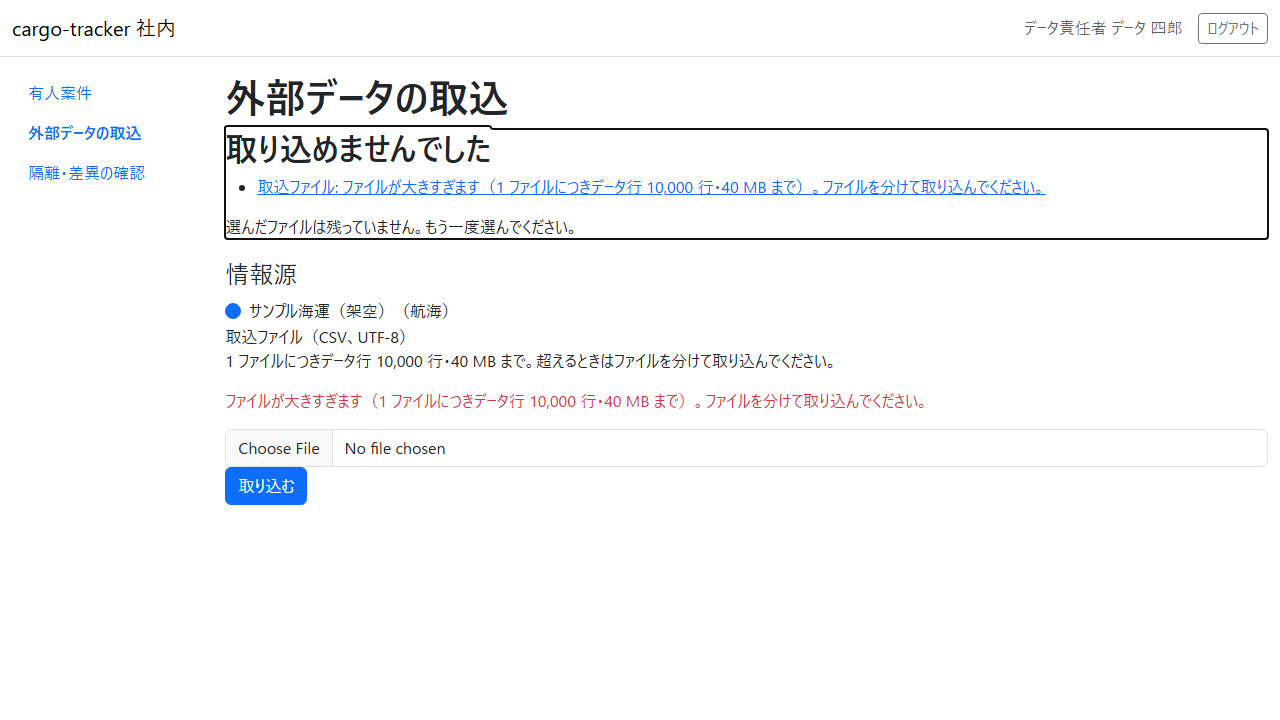 cargo-tracker 社内
データ責任者 データ 四郎
ログアウト
有人案件
外部データの取込
隔離・差異の確認
外部データの取込
取り込めませんでした
取込ファイル: ファイルが大きすぎます（1 ファイルにつきデータ行 10,000 行・40 MB まで）。ファイルを分けて取り込んでください。
選んだファイルは残っていません。もう一度選んでください。
情報源
サンプル海運（架空）（航海）
取込ファイル（CSV、UTF-8）
1 ファイルにつきデータ行 10,000 行・40 MB まで。超えるときはファイルを分けて取り込んでください。
ファイルが大きすぎます（1 ファイルにつきデータ行 10,000 行・40 MB まで）。ファイルを分けて取り込んでください。
Choose File No file chosen
取り込む